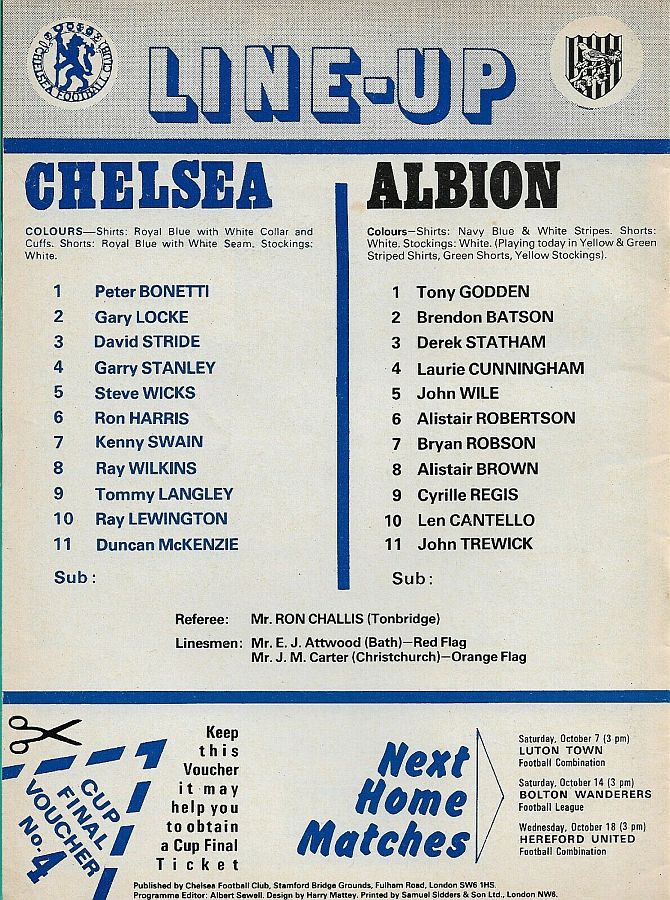 CHELSEA FOOTBALL CLUB
LINE-UP
CHELSEA
COLOURS—Shirts: Royal Blue with White Collar and
Cuffs. Shorts: Royal Blue with White Seam. Stockings:
White.
1 Peter BONETTI
2 Gary LOCKE
3 David STRIDE
4 Garry STANLEY
5 Steve WICKS
6 Ron HARRIS
7 Kenny SWAIN
8 Ray WILKINS
9 Tommy LANGLEY
10 Ray LEWINGTON
11 Duncan McKENZIE
Sub:
ALBION
Colours—Shirts: Navy Blue & White Stripes. Shorts:
White. Stockings: White. (Playing today in Yellow & Green
Striped Shirts, Green Shorts, Yellow Stockings).
1 Tony GODDEN
2 Brendon BATSON
3 Derek STATHAM
4 Laurie CUNNINGHAM
5 John WILE
6 Alistair ROBERTSON
7 Bryan ROBSON
8 Alistair BROWN
9 Cyrille REGIS
10 Len CANTELLO
11 John TREWICK
Sub:
Referee: Mr. RON CHALLIS (Tonbridge)
Linesmen: Mr. E. J. Attwood (Bath)—Red Flag
Mr. J. M. Carter (Christchurch)—Orange Flag
CUP
FINAL
VOUCHER
No. 4
Keep
this
Voucher
it may
help you
to obtain
a Cup Final
Ticket
Next
Home
Matches
Saturday, October 7 (3 pm)
LUTON TOWN
Football Combination
Saturday, October 14 (3 pm)
BOLTON WANDERERS
Football League
Wednesday, October 18 (3 pm)
HEREFORD UNITED
Football Combination
Published by Chelsea Football Club, Stamford Bridge Grounds, Fulham Road, London SW6 1HS.
Programme Editor: Albert Sewell. Design by Harry Mattey. Printed by Samuel Sidders & Son Ltd., London NW6.